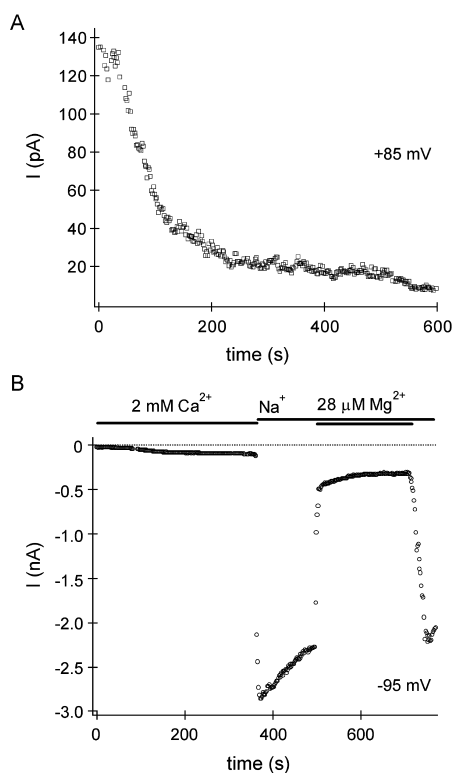 A
140
120
100
80
60
40
20
I (pA)
+85 mV
0 200 400 600
time (s)
B
2 mM Ca²⁺ Na⁺ 28 µM Mg²⁺
0
-0.5
-1.0
-1.5
-2.0
-2.5
-3.0
I (nA)
-95 mV
0 200 400 600
time (s)